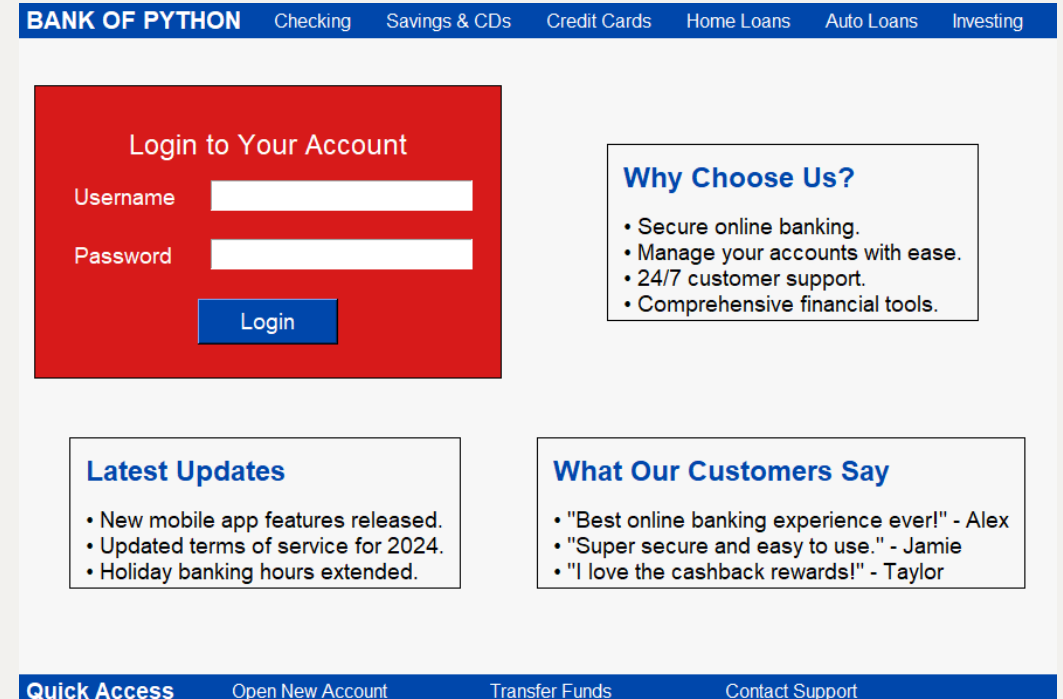 BANK OF PYTHON Checking Savings & CDs Credit Cards Home Loans Auto Loans Investing
Login to Your Account
Username
Password
Login
Why Choose Us?
• Secure online banking.
• Manage your accounts with ease.
• 24/7 customer support.
• Comprehensive financial tools.
Latest Updates
• New mobile app features released.
• Updated terms of service for 2024.
• Holiday banking hours extended.
What Our Customers Say
• "Best online banking experience ever!" - Alex
• "Super secure and easy to use." - Jamie
• "I love the cashback rewards!" - Taylor
Quick Access Open New Account Transfer Funds Contact Support